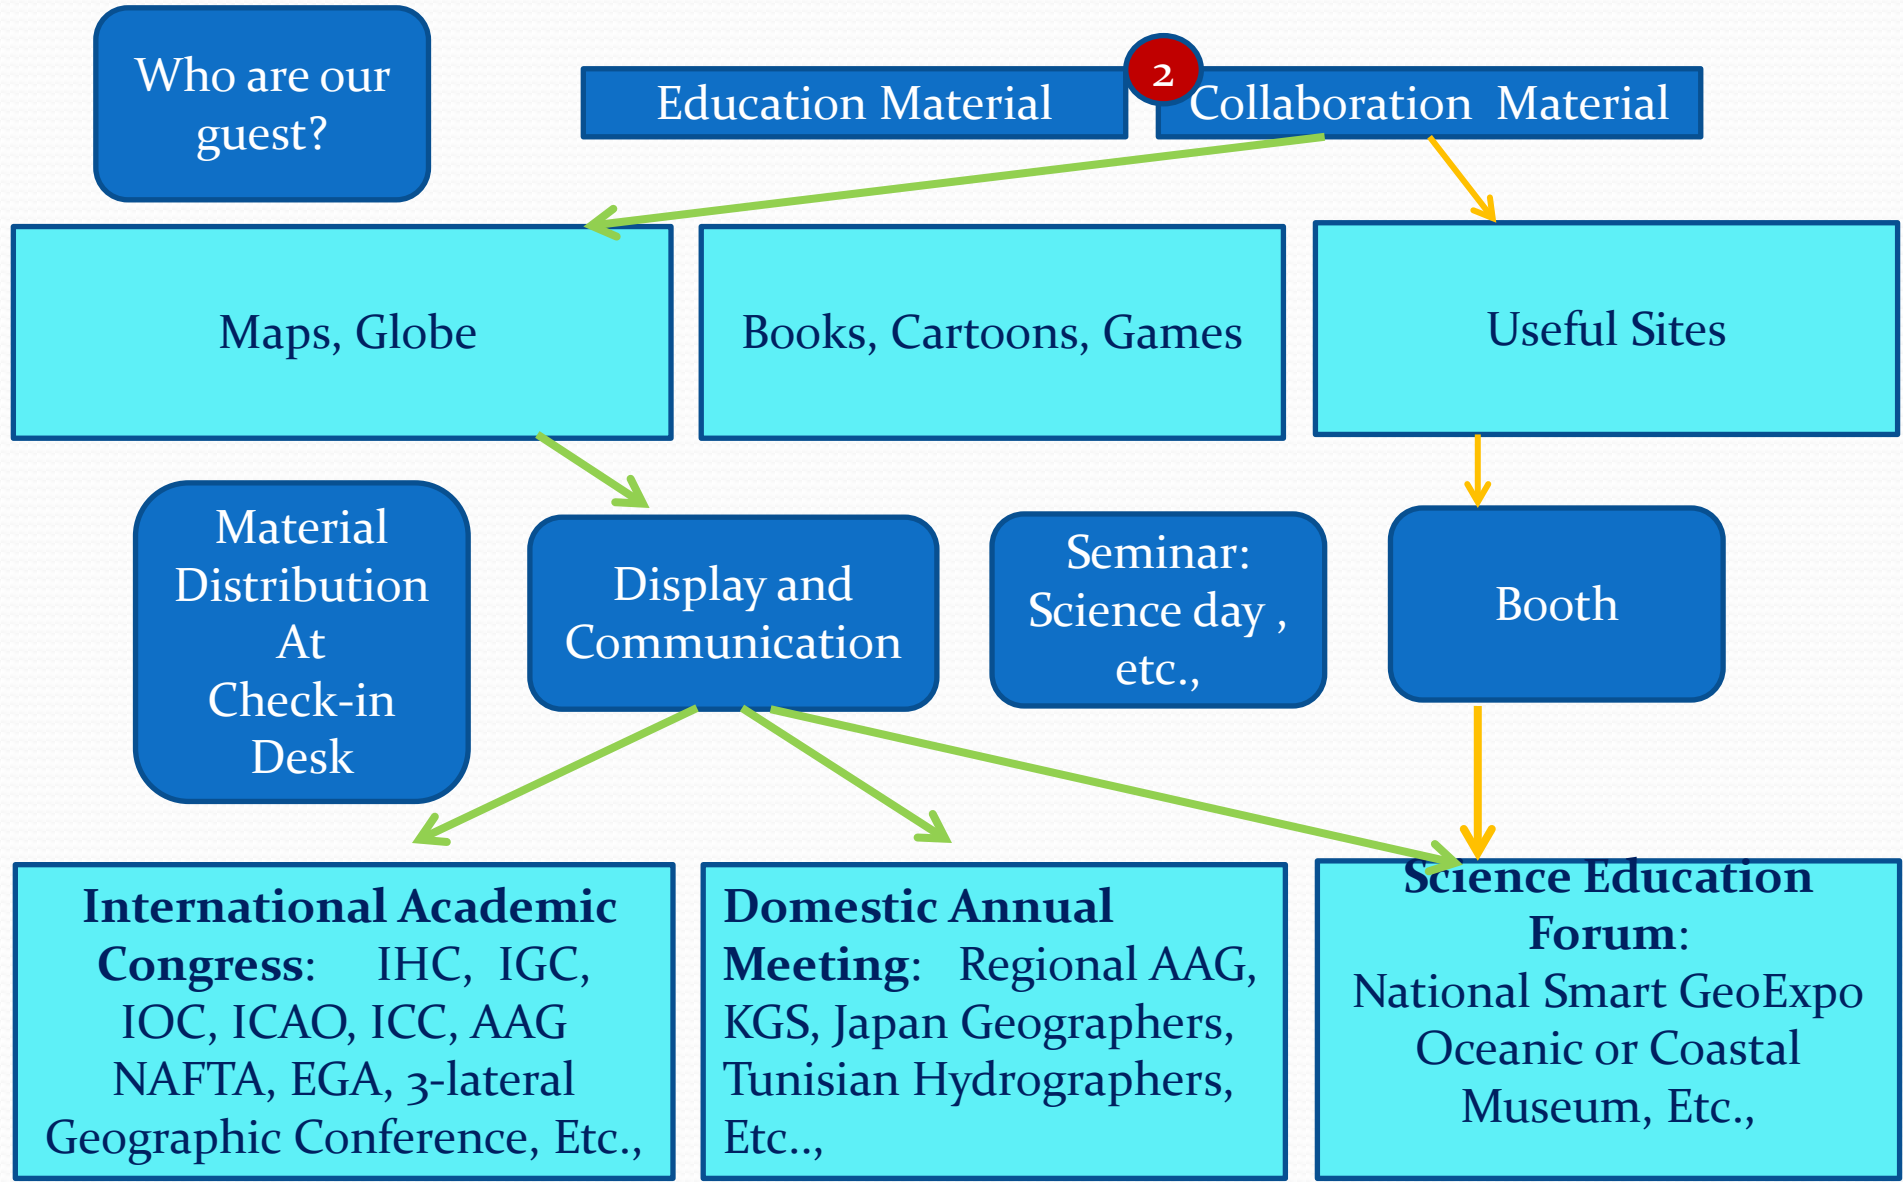 Who are our
guest?
Education Material
2
Collaboration Material
Maps, Globe
Books, Cartoons, Games
Useful Sites
Material
Distribution
At
Check-in
Desk
Display and
Communication
Seminar:
Science day ,
etc.,
Booth
International Academic
Congress: IHC, IGC,
IOC, ICAO, ICC, AAG
NAFTA, EGA, 3-lateral
Geographic Conference, Etc.,
Domestic Annual
Meeting: Regional AAG,
KGS, Japan Geographers,
Tunisian Hydrographers,
Etc..,
Science Education
Forum:
National Smart GeoExpo
Oceanic or Coastal
Museum, Etc.,